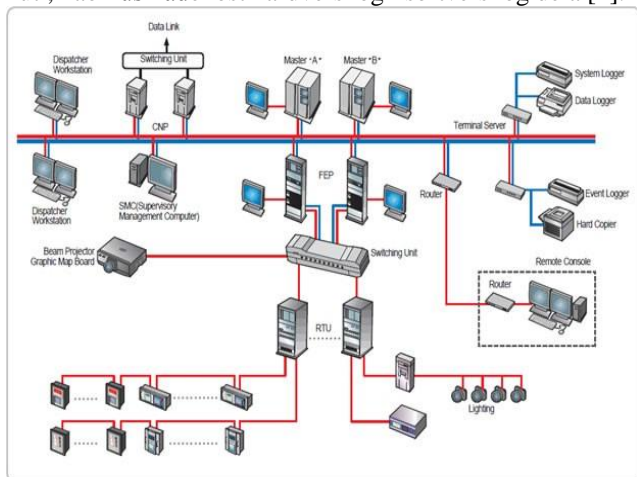 Data Link
Dispatcher
Workstation
Switching Unit
Master "A"
Master "B"
System Logger
Data Logger
CNP
Terminal Server
Dispatcher
Workstation
SMC(Supervisory
Management Computer)
FEP
Router
Event Logger
Hard Copier
Beam Projector
Graphic Map Board
Switching Unit
Remote Console
Router
RTU
Lighting